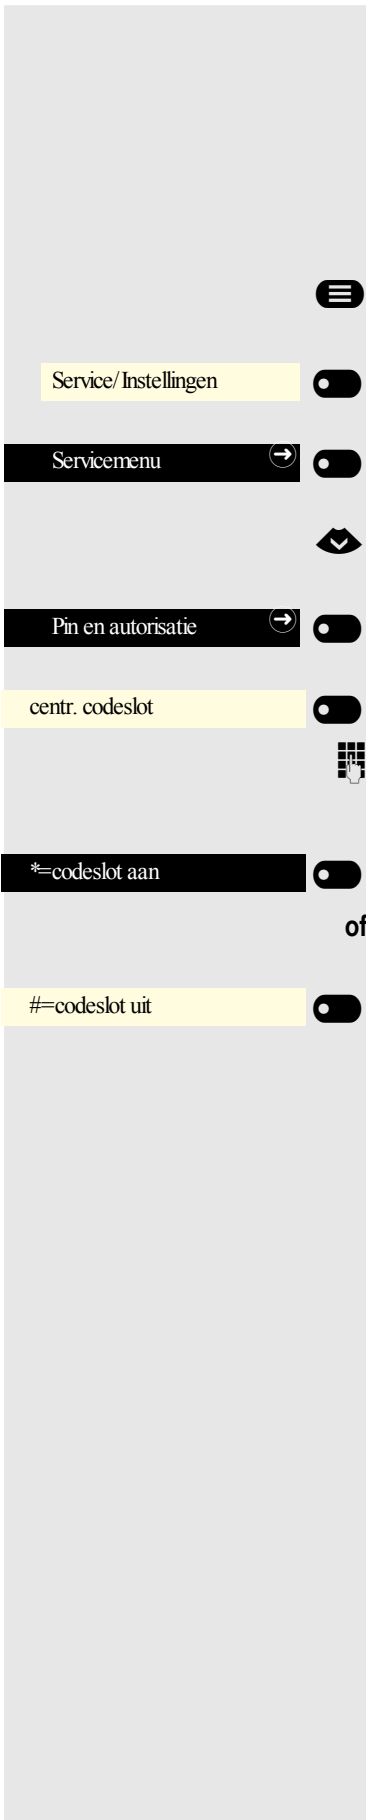 Service/Instellingen
Servicemenu
Pin en autorisatie
centr. codeslot
*=codeslot aan
of
#=codeslot uit